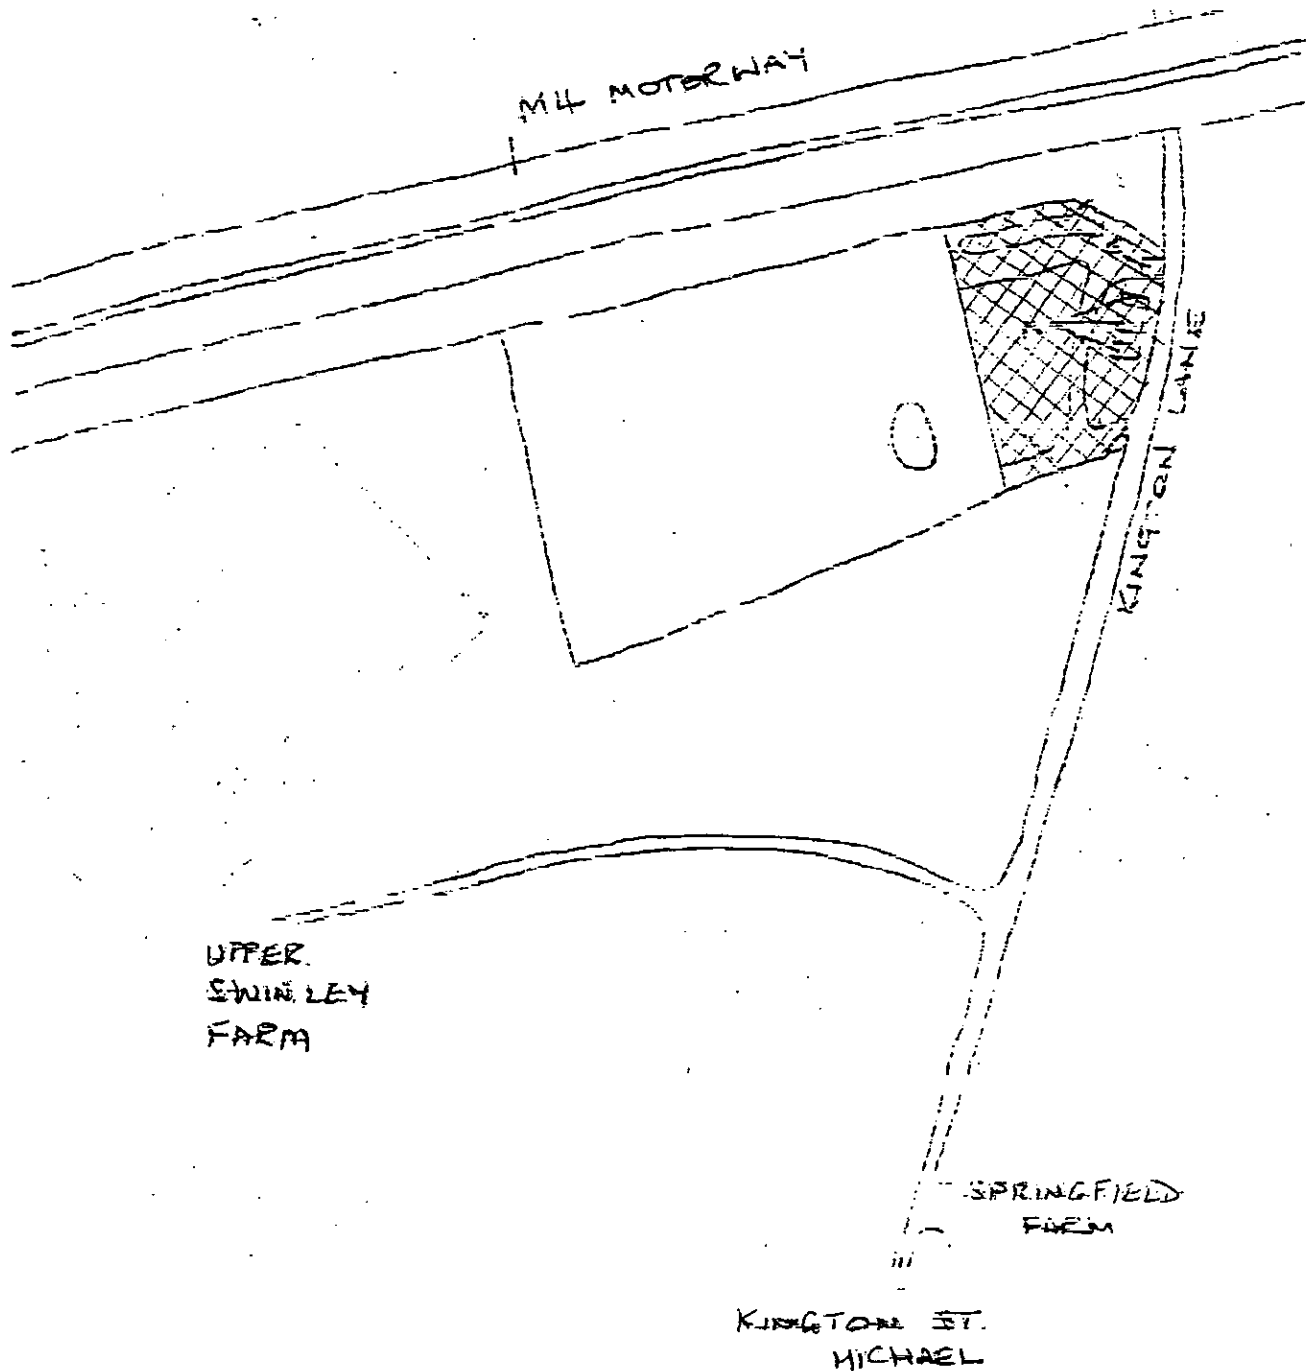 M4 MOTORWAY
KINGTON LANE
UPPER
SWINLEY
FARM
SPRINGFIELD
FARM
KINGTON ST.
MICHAEL